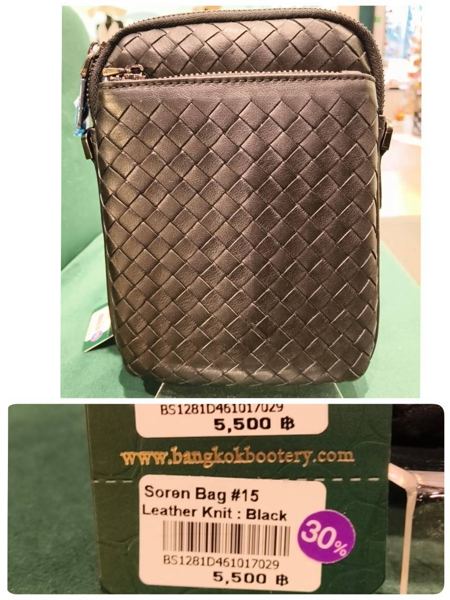 BS1281D461017029
5,500 ฿
www.bangkokbootery.com
Soren Bag #15
Leather Knit : Black
30%
BS1281D461017029
5,500 ฿